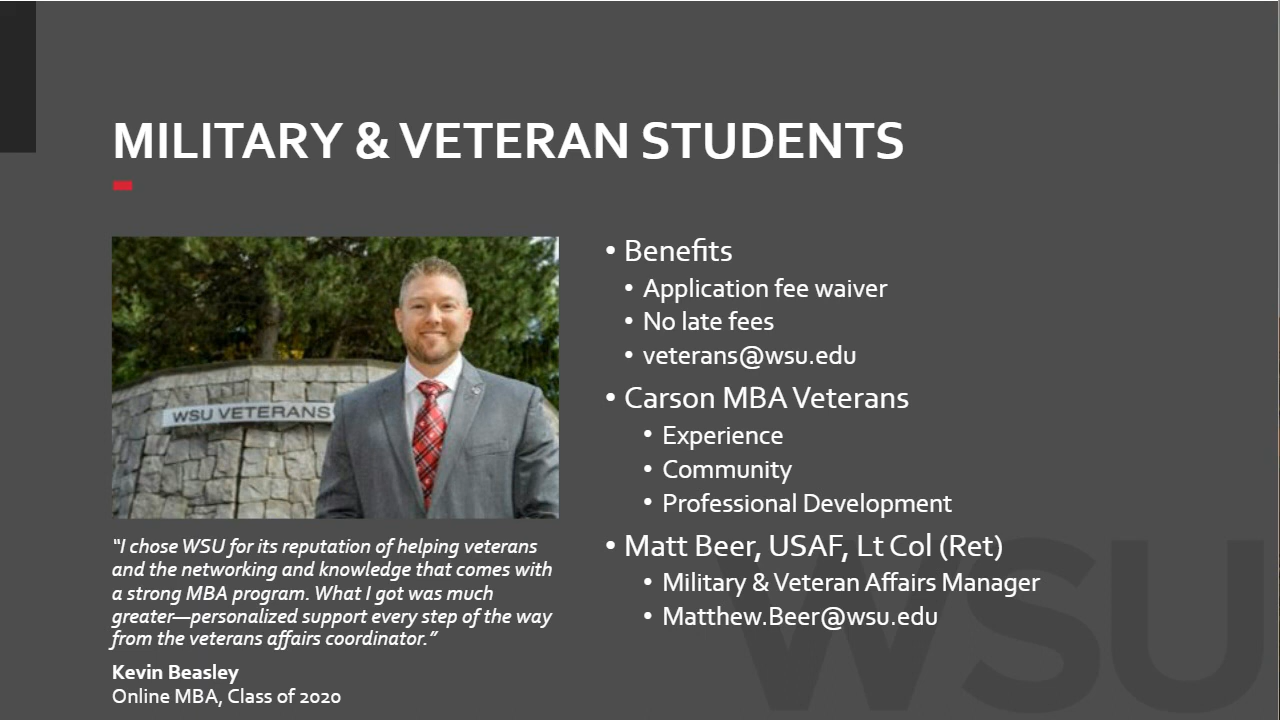 MILITARY & VETERAN STUDENTS
WSU VETERANS
“I chose WSU for its reputation of helping veterans
and the networking and knowledge that comes with
a strong MBA program. What I got was much
greater—personalized support every step of the way
from the veterans affairs coordinator.”
Kevin Beasley
Online MBA, Class of 2020
• Benefits
• Application fee waiver
• No late fees
• veterans@wsu.edu
• Carson MBA Veterans
• Experience
• Community
• Professional Development
• Matt Beer, USAF, Lt Col (Ret)
• Military & Veteran Affairs Manager
• Matthew.Beer@wsu.edu
WSU